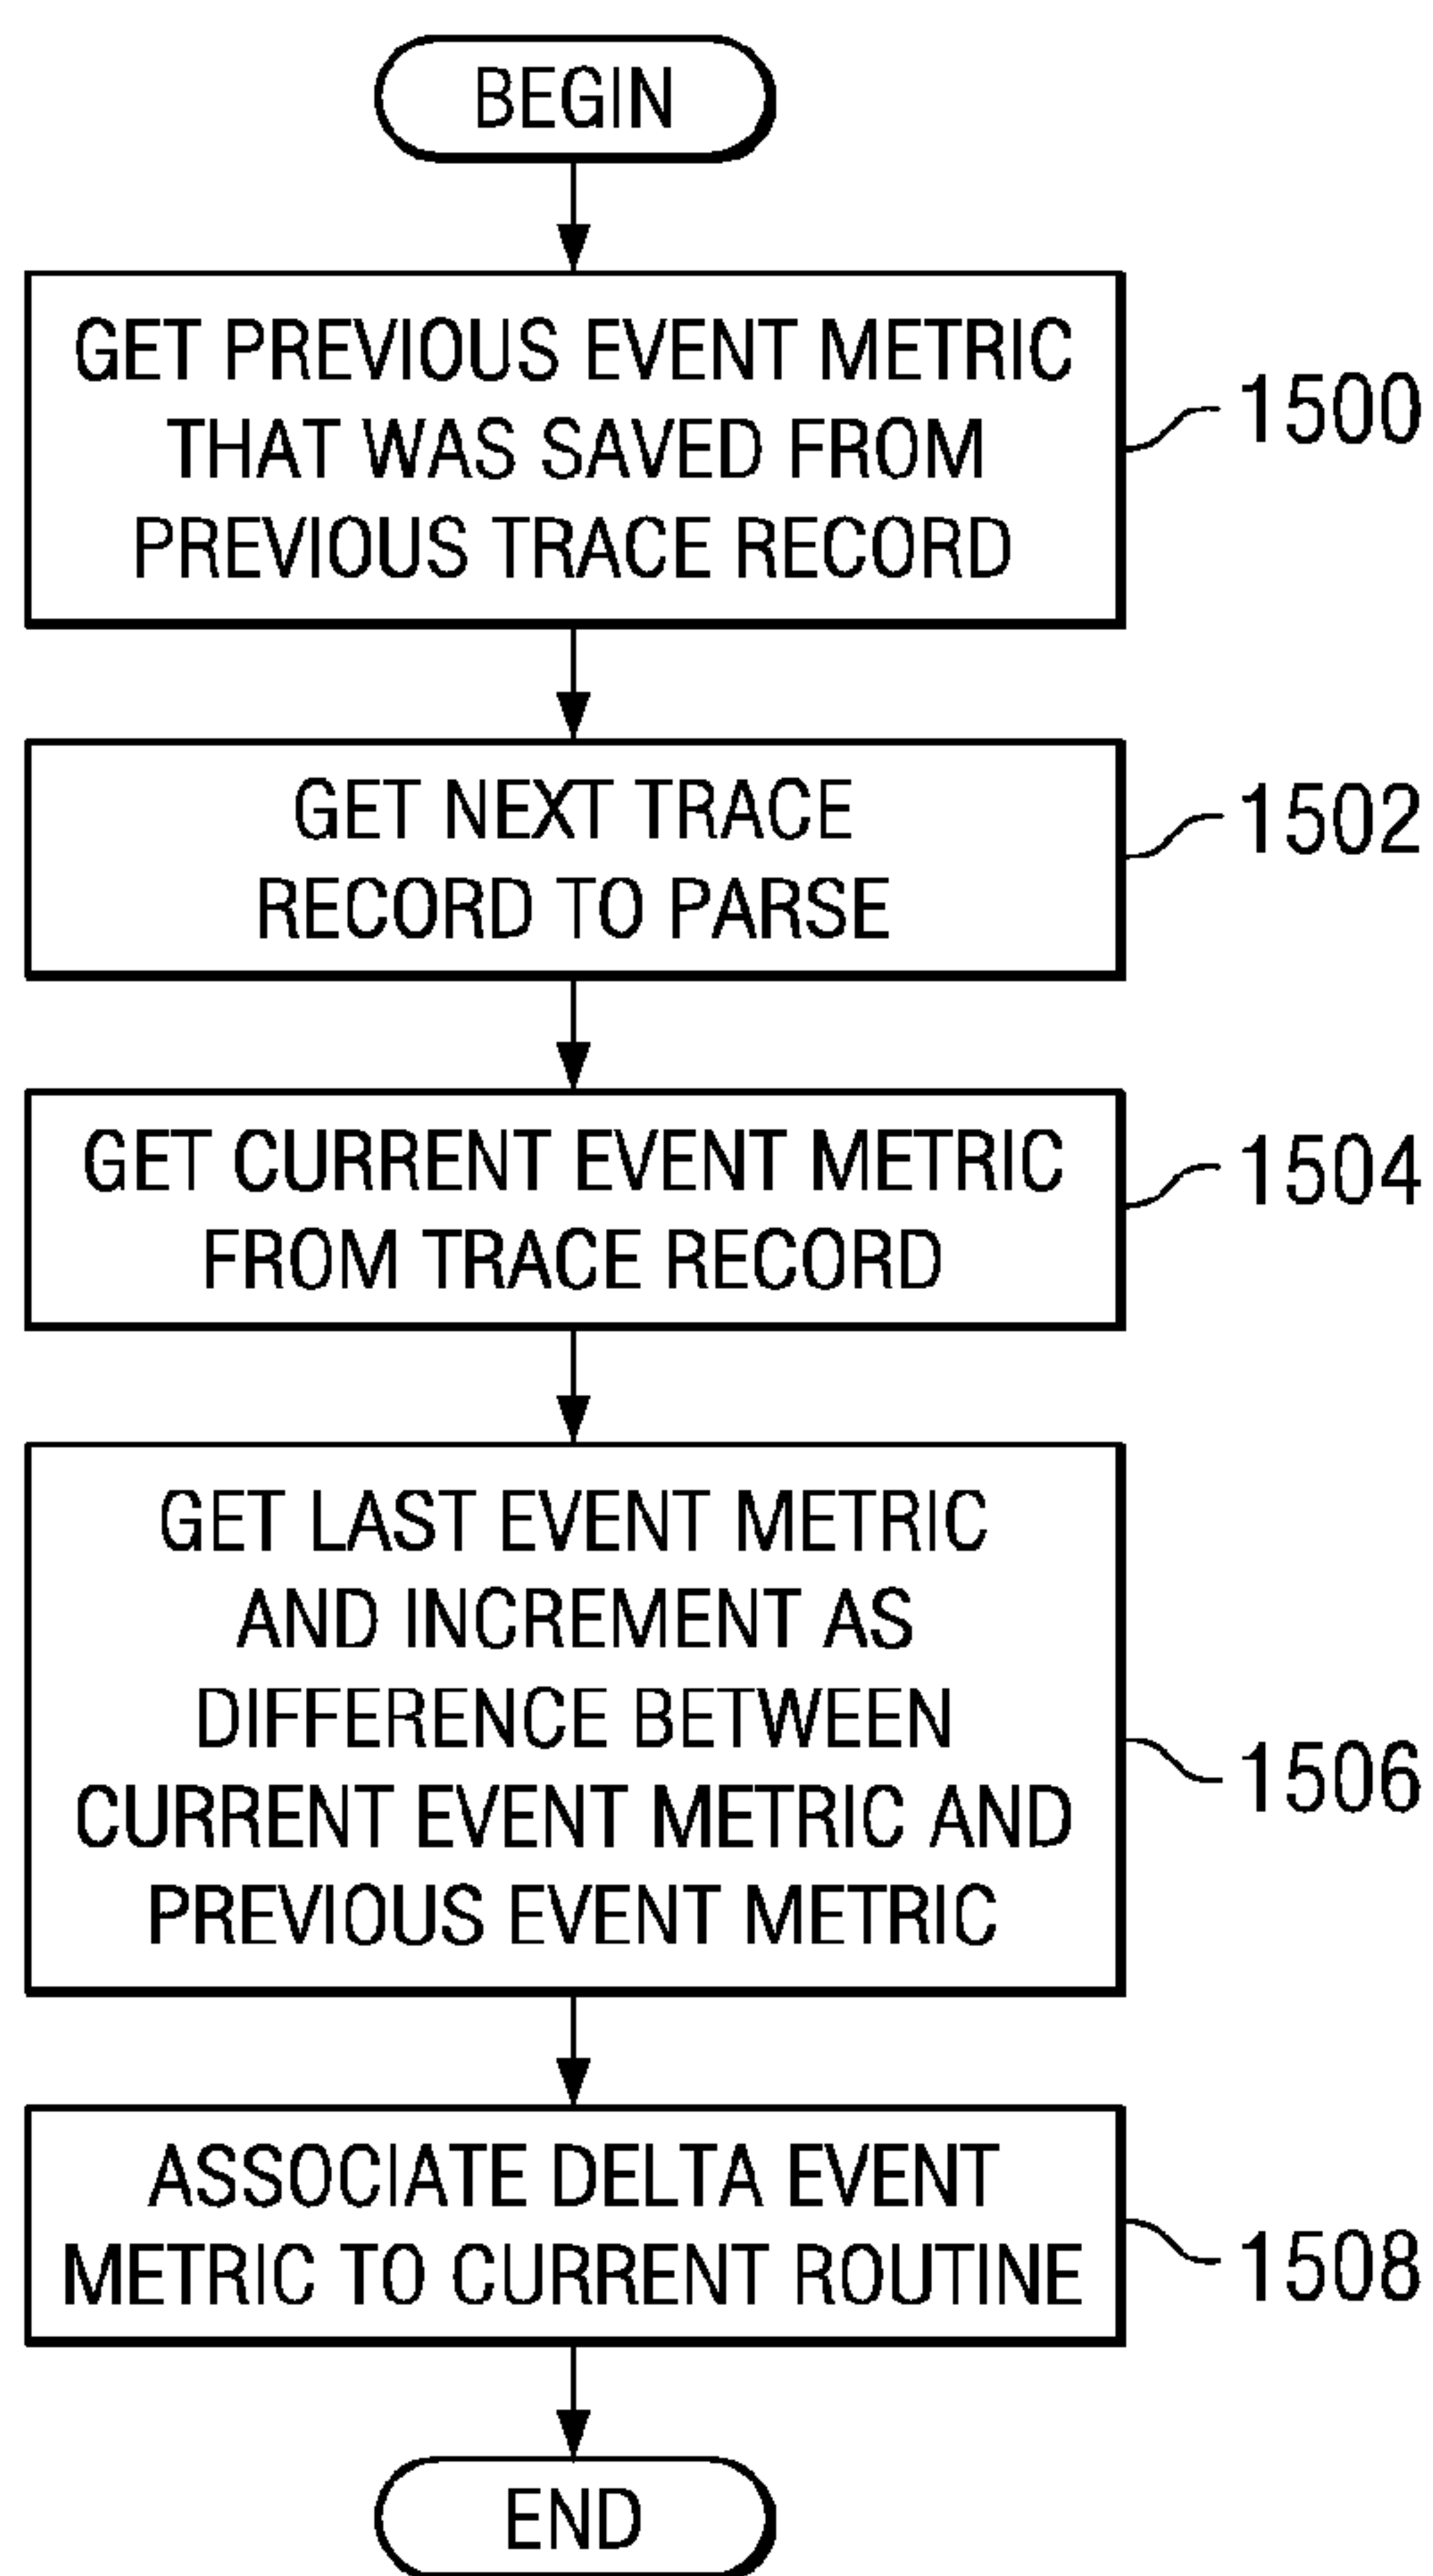 BEGIN
GET PREVIOUS EVENT METRIC
THAT WAS SAVED FROM
PREVIOUS TRACE RECORD
1500
GET NEXT TRACE
RECORD TO PARSE
1502
GET CURRENT EVENT METRIC
FROM TRACE RECORD
1504
GET LAST EVENT METRIC
AND INCREMENT AS
DIFFERENCE BETWEEN
CURRENT EVENT METRIC AND
PREVIOUS EVENT METRIC
1506
ASSOCIATE DELTA EVENT
METRIC TO CURRENT ROUTINE
1508
END